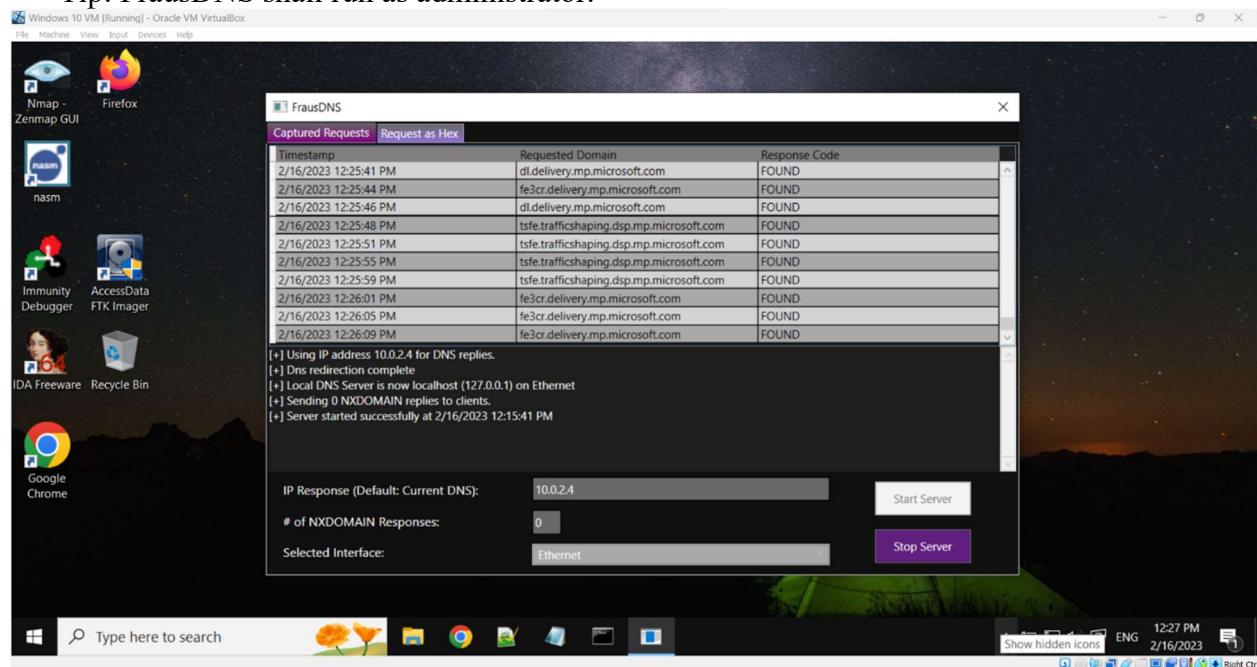 Tip: FrausDNS shall run as administrator.
Windows 10 VM [Running] - Oracle VM VirtualBox
File Machine View Input Devices Help
Nmap - Zenmap GUI
Firefox
nasm
Immunity Debugger
AccessData FTK Imager
64
IDA Freeware
Recycle Bin
Google Chrome
FrausDNS
Captured Requests Request as Hex
Timestamp Requested Domain Response Code
2/16/2023 12:25:41 PM dl.delivery.mp.microsoft.com FOUND
2/16/2023 12:25:44 PM fe3cr.delivery.mp.microsoft.com FOUND
2/16/2023 12:25:46 PM dl.delivery.mp.microsoft.com FOUND
2/16/2023 12:25:48 PM tsfe.trafficshaping.dsp.mp.microsoft.com FOUND
2/16/2023 12:25:51 PM tsfe.trafficshaping.dsp.mp.microsoft.com FOUND
2/16/2023 12:25:55 PM tsfe.trafficshaping.dsp.mp.microsoft.com FOUND
2/16/2023 12:25:59 PM tsfe.trafficshaping.dsp.mp.microsoft.com FOUND
2/16/2023 12:26:01 PM fe3cr.delivery.mp.microsoft.com FOUND
2/16/2023 12:26:05 PM fe3cr.delivery.mp.microsoft.com FOUND
2/16/2023 12:26:09 PM fe3cr.delivery.mp.microsoft.com FOUND
[+] Using IP address 10.0.2.4 for DNS replies.
[+] Dns redirection complete
[+] Local DNS Server is now localhost (127.0.0.1) on Ethernet
[+] Sending 0 NXDOMAIN replies to clients.
[+] Server started successfully at 2/16/2023 12:15:41 PM
IP Response (Default: Current DNS): 10.0.2.4
Start Server
# of NXDOMAIN Responses: 0
Selected Interface: Ethernet
Stop Server
Type here to search
Show hidden icons
ENG
12:27 PM
2/16/2023
1
Right Ctrl